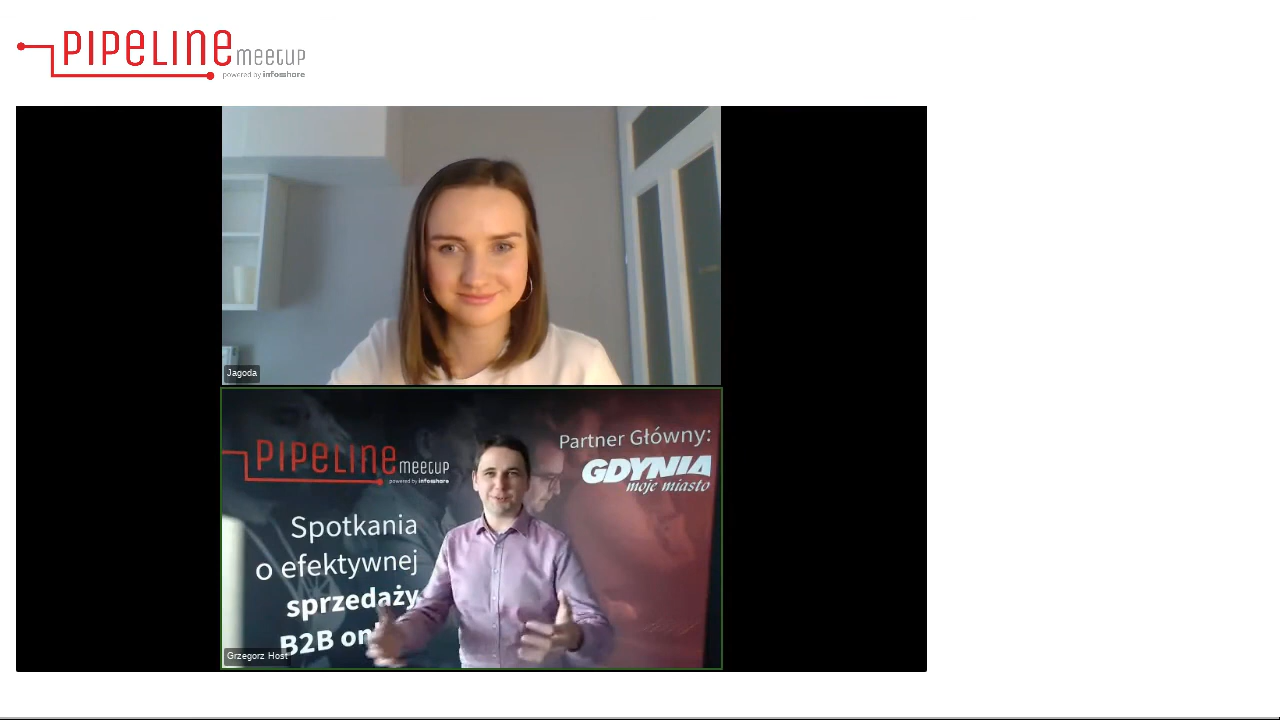 PIPELINE meetup
powered by infoshare
Jagoda
PIPELINE meetup
powered by infoshare
Partner Główny:
GDYNIA
moje miasto
Spotkania
o efektywnej
sprzedaży
B2B
Grzegorz Host